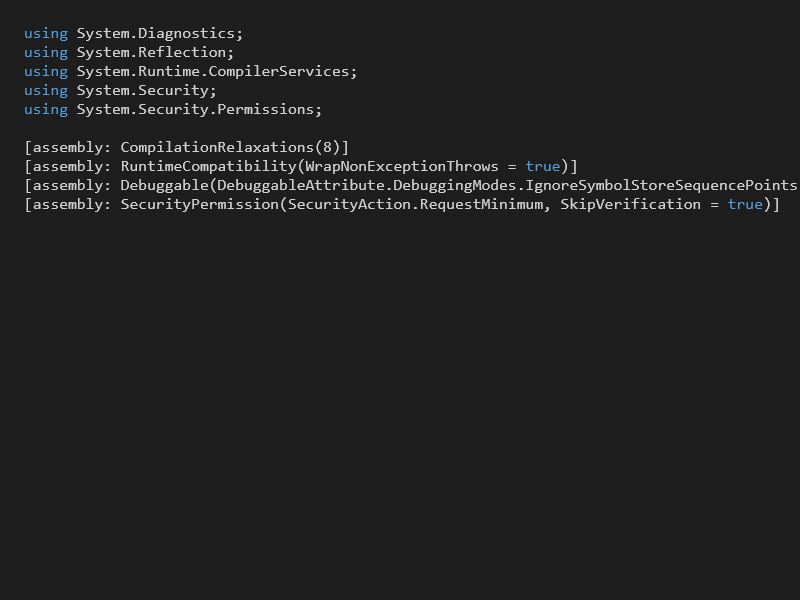 using System.Diagnostics;
using System.Reflection;
using System.Runtime.CompilerServices;
using System.Security;
using System.Security.Permissions;

[assembly: CompilationRelaxations(8)]
[assembly: RuntimeCompatibility(WrapNonExceptionThrows = true)]
[assembly: Debuggable(DebuggableAttribute.DebuggingModes.IgnoreSymbolStoreSequencePoints
[assembly: SecurityPermission(SecurityAction.RequestMinimum, SkipVerification = true)]